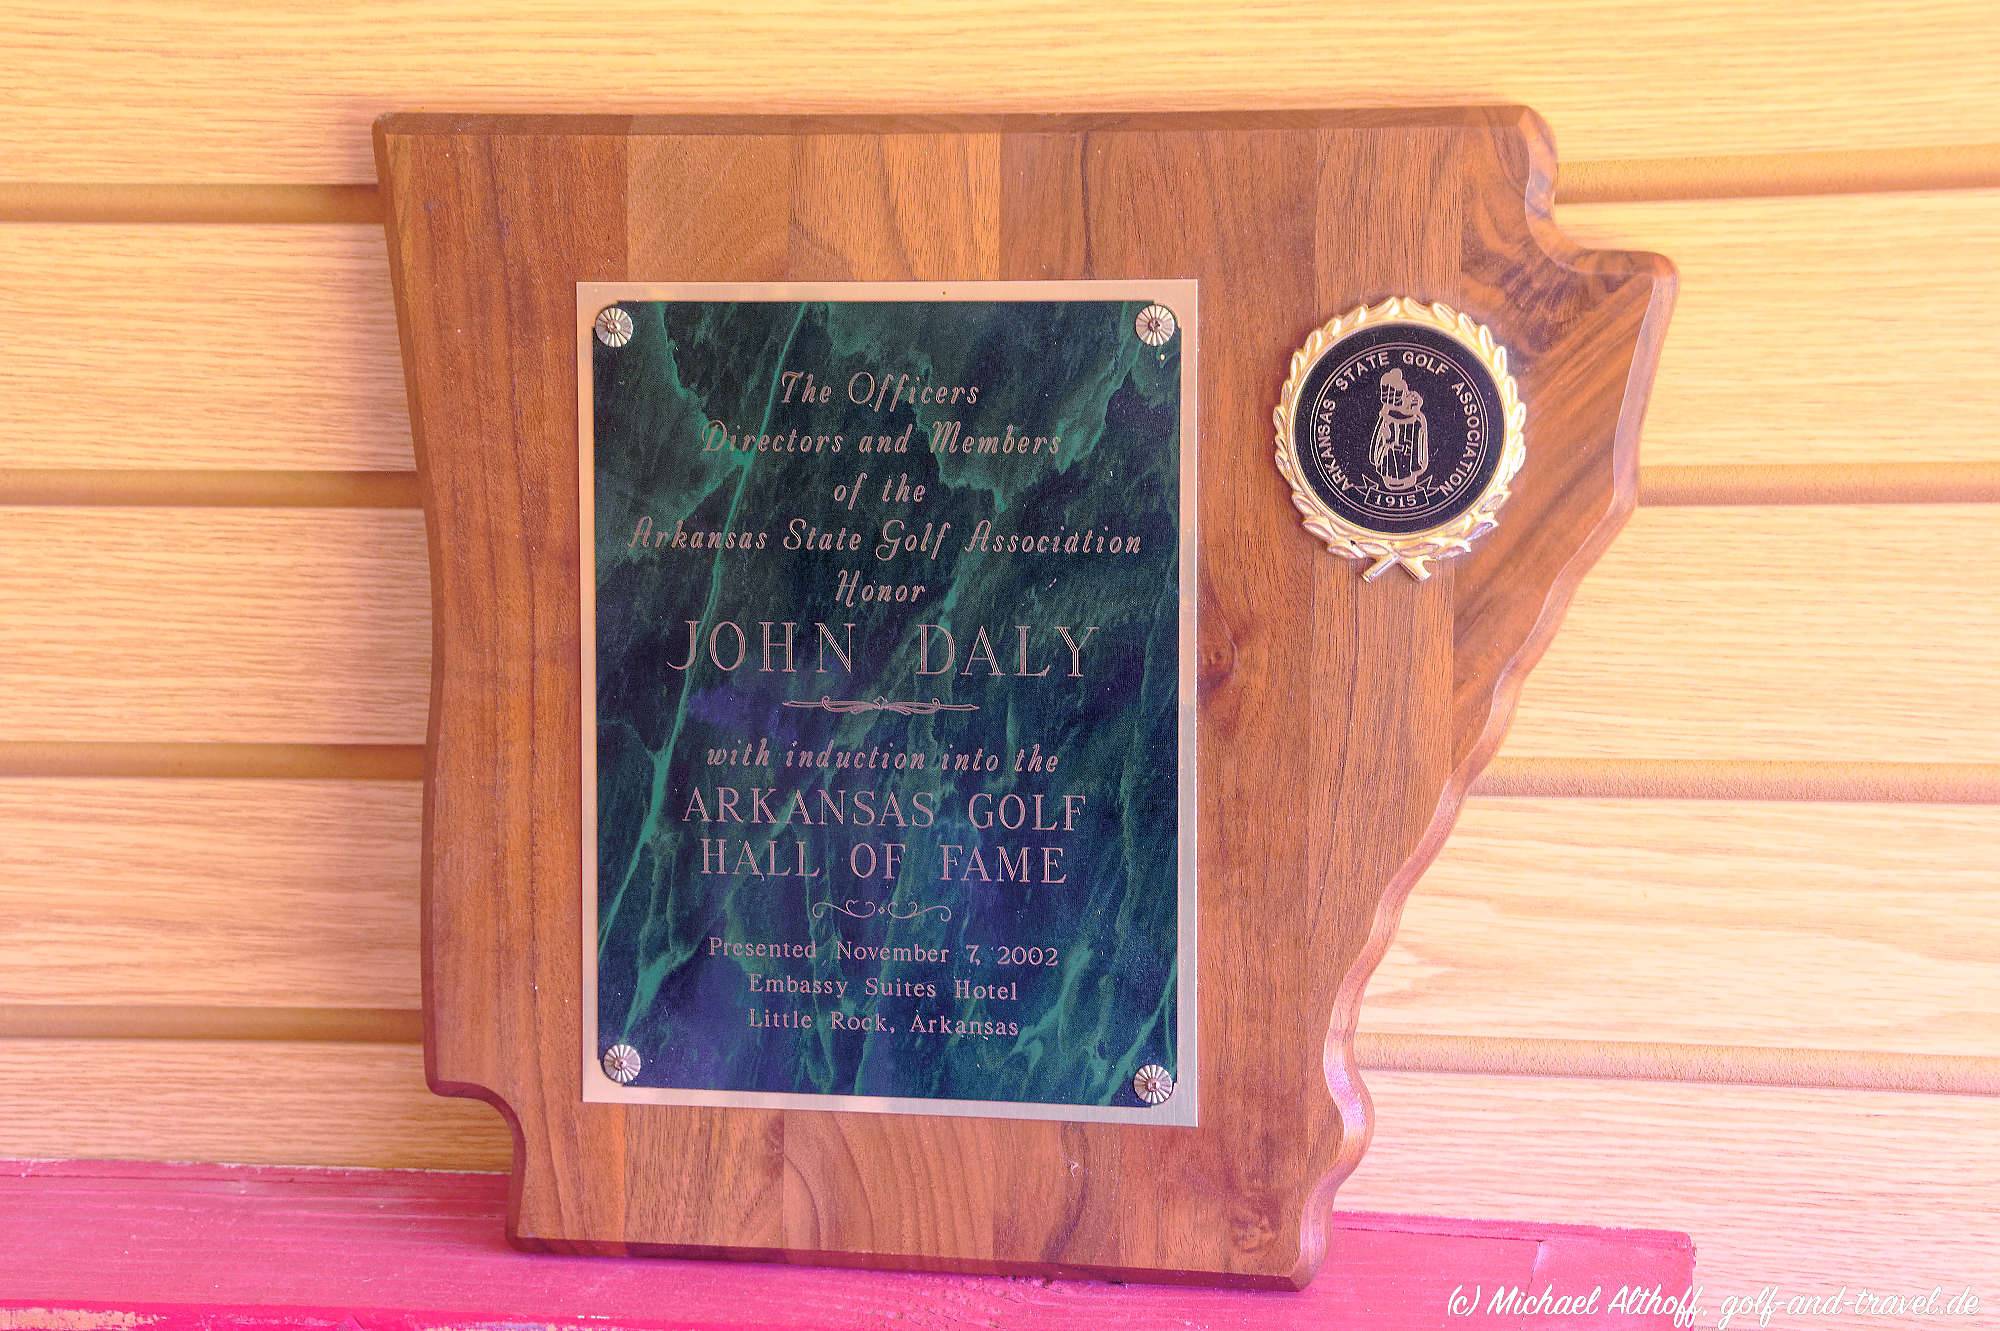 The Officers
Directors and Members
of the
Arkansas State Golf Association
Honor
JOHN DALY
with induction into the
ARKANSAS GOLF
HALL OF FAME
Presented November 7, 2002
Embassy Suites Hotel
Little Rock, Arkansas
ARKANSAS STATE GOLF ASSOCIATION
1915
(c) Michael Althoff, golf-and-travel.de